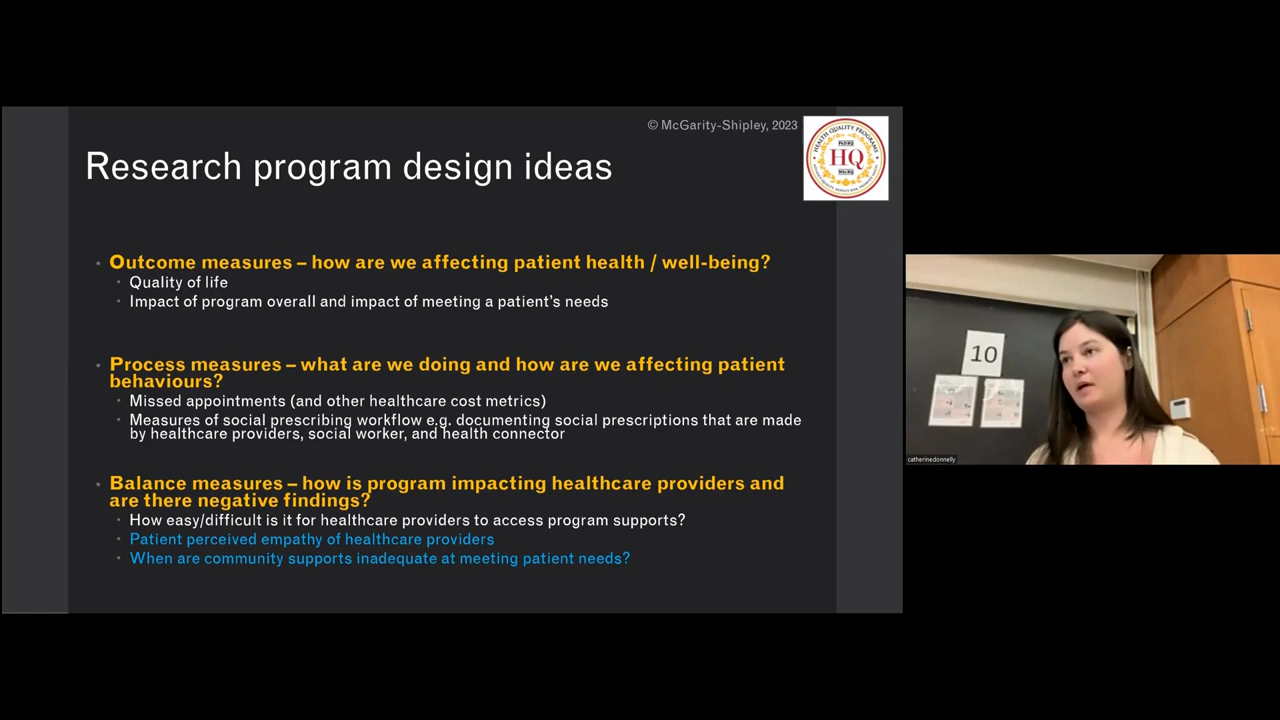 © McGarity-Shipley, 2023
Research program design ideas
HEALTH QUALITY PROGRAMS
PhDHQ
HQ
MScHQ
Outcome measures – how are we affecting patient health / well-being?
Quality of life
Impact of program overall and impact of meeting a patient's needs
Process measures – what are we doing and how are we affecting patient
behaviours?
Missed appointments (and other healthcare cost metrics)
Measures of social prescribing workflow e.g. documenting social prescriptions that are made
by healthcare providers, social worker, and health connector
Balance measures – how is program impacting healthcare providers and
are there negative findings?
How easy/difficult is it for healthcare providers to access program supports?
Patient perceived empathy of healthcare providers
When are community supports inadequate at meeting patient needs?
10
catherinedonnelly